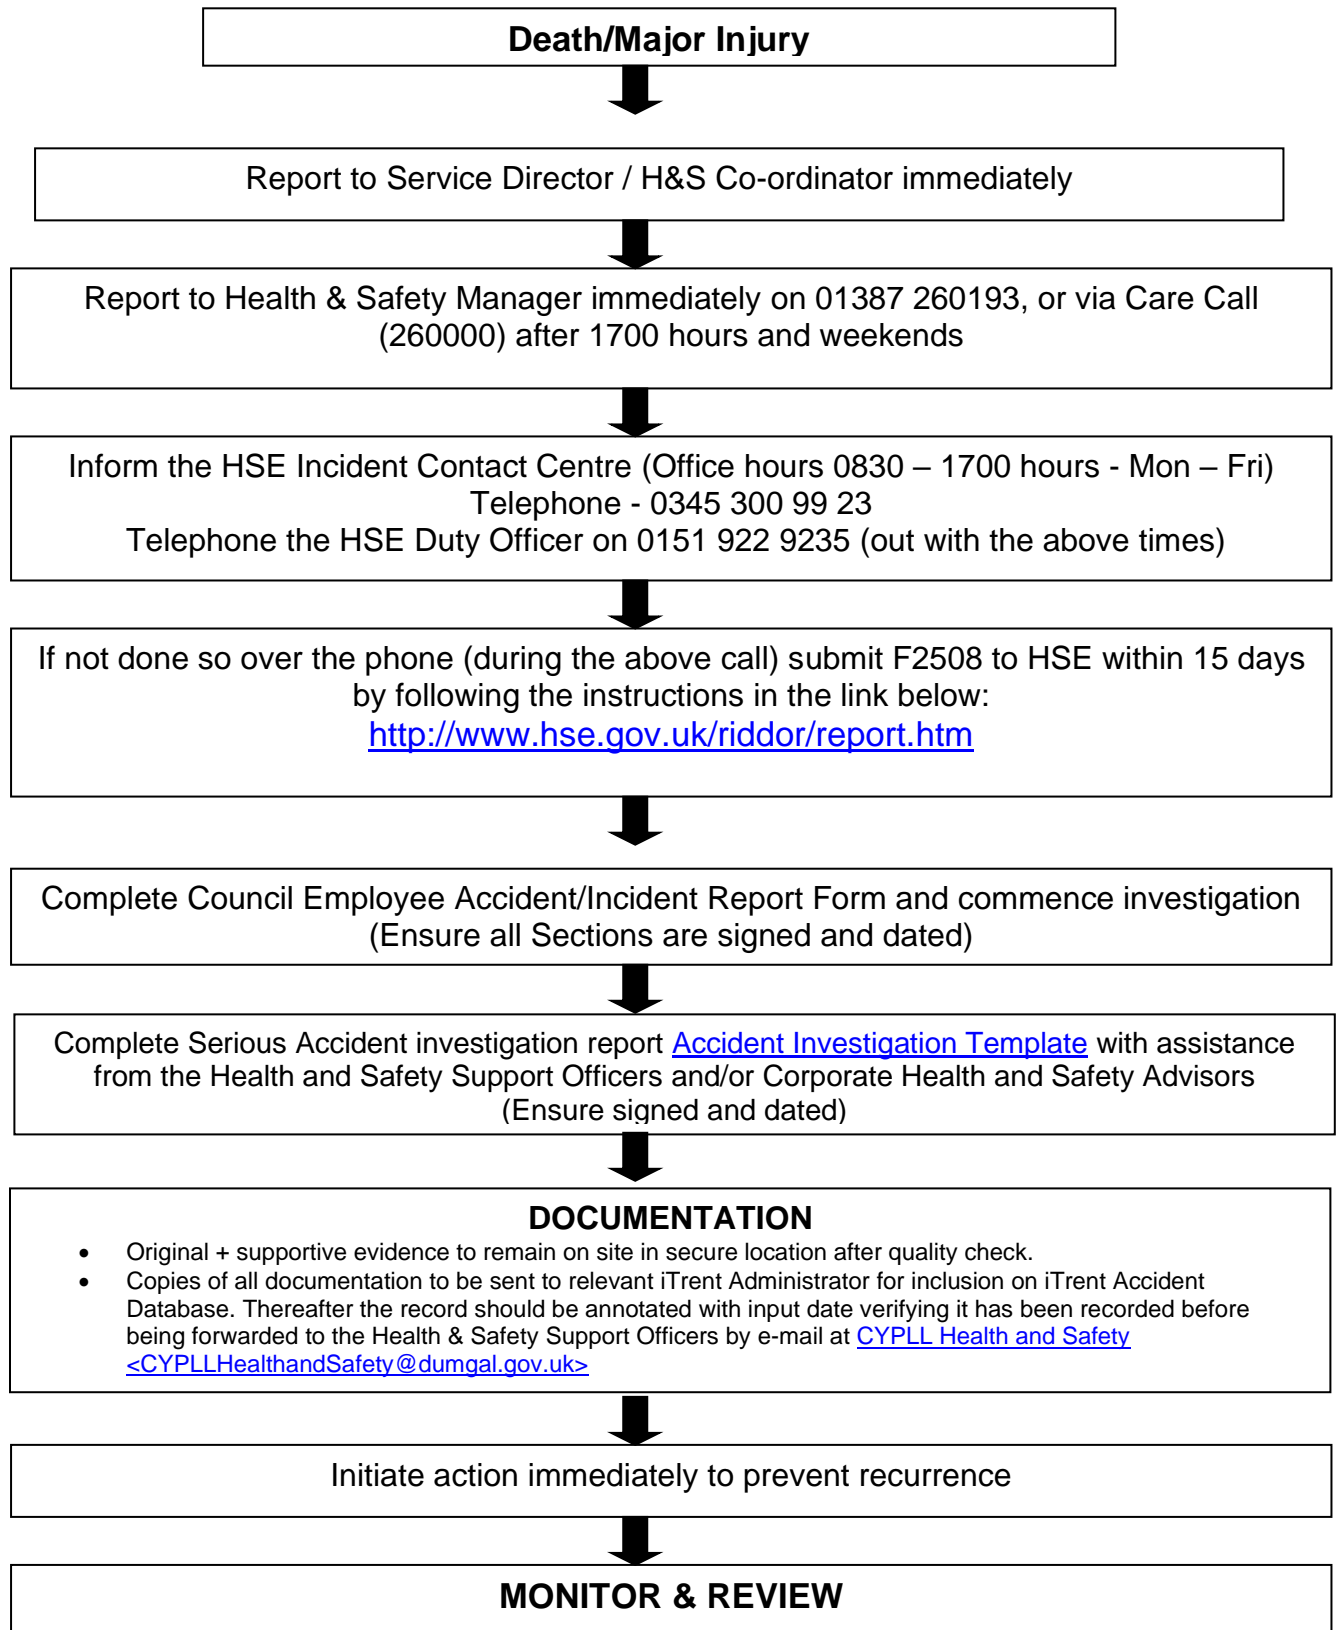 Death/Major Injury
Report to Service Director / H&S Co-ordinator immediately
Report to Health & Safety Manager immediately on 01387 260193, or via Care Call
(260000) after 1700 hours and weekends
Inform the HSE Incident Contact Centre (Office hours 0830 – 1700 hours - Mon – Fri)
Telephone - 0345 300 99 23
Telephone the HSE Duty Officer on 0151 922 9235 (out with the above times)
If not done so over the phone (during the above call) submit F2508 to HSE within 15 days
by following the instructions in the link below:
http://www.hse.gov.uk/riddor/report.htm
Complete Council Employee Accident/Incident Report Form and commence investigation
(Ensure all Sections are signed and dated)
Complete Serious Accident investigation report Accident Investigation Template with assistance
from the Health and Safety Support Officers and/or Corporate Health and Safety Advisors
(Ensure signed and dated)
DOCUMENTATION
• Original + supportive evidence to remain on site in secure location after quality check.
• Copies of all documentation to be sent to relevant iTrent Administrator for inclusion on iTrent Accident
Database. Thereafter the record should be annotated with input date verifying it has been recorded before
being forwarded to the Health & Safety Support Officers by e-mail at CYPLL Health and Safety
<CYPLLHealthandSafety@dumgal.gov.uk>
Initiate action immediately to prevent recurrence
MONITOR & REVIEW